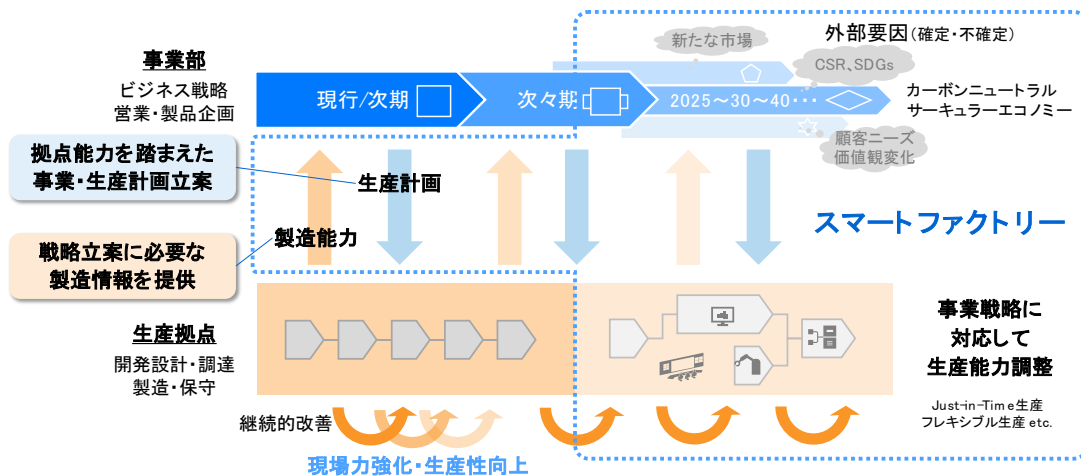 外部要因(確定・不確定)
新たな市場
事業部
ビジネス戦略
営業・製品企画
現行/次期
次々期
2025～30～40・・・
CSR、SDGs
カーボンニュートラル
サーキュラーエコノミー
顧客ニーズ
価値観変化
拠点能力を踏まえた
事業・生産計画立案
生産計画
スマートファクトリー
製造能力
戦略立案に必要な
製造情報を提供
生産拠点
開発設計・調達
製造・保守
事業戦略に
対応して
生産能力調整
Just-in-Time生産
フレキシブル生産 etc.
継続的改善
現場力強化・生産性向上